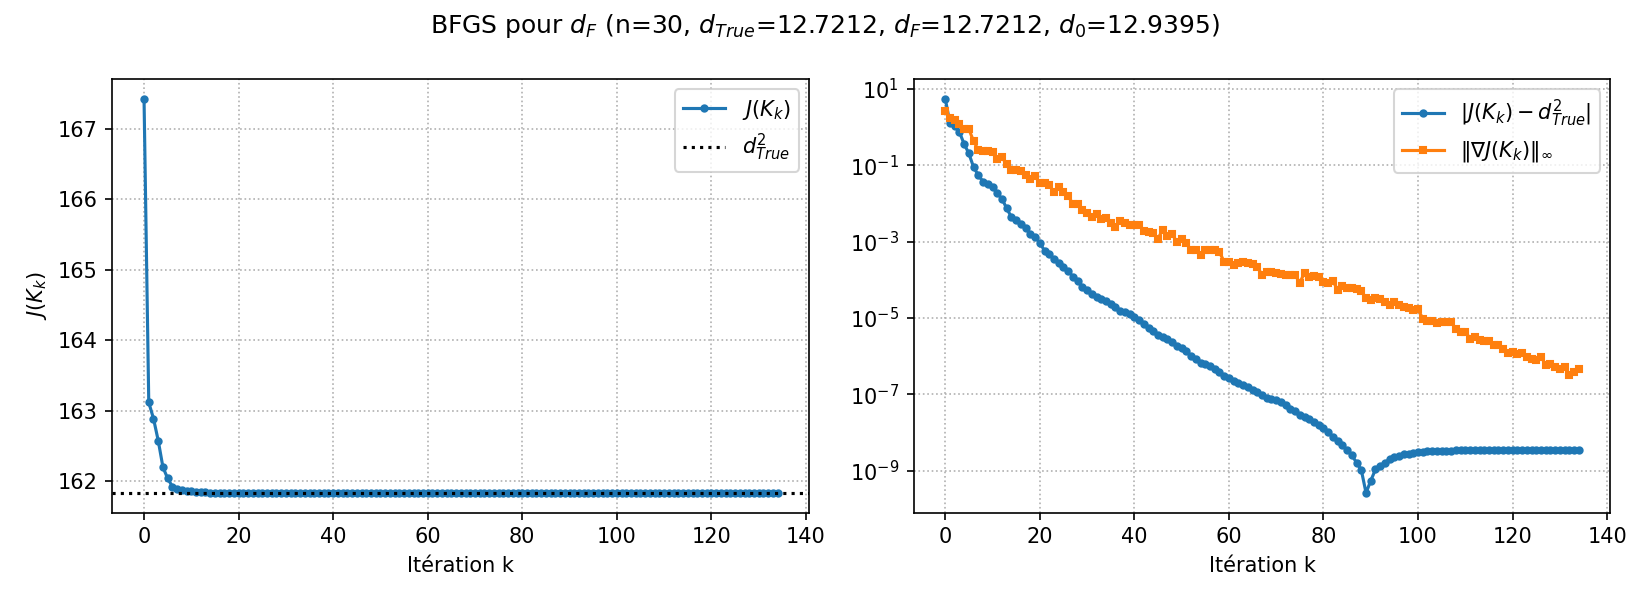 BFGS pour d_F (n=30, d_True=12.7212, d_F=12.7212, d_0=12.9395)
J(K_k)
167
166
165
164
163
162
0 20 40 60 80 100 120 140
Itération k
J(K_k)
d²_True
10¹
10⁻¹
10⁻³
10⁻⁵
10⁻⁷
10⁻⁹
0 20 40 60 80 100 120 140
Itération k
|J(K_k) − d²_True|
‖∇J(K_k)‖_∞